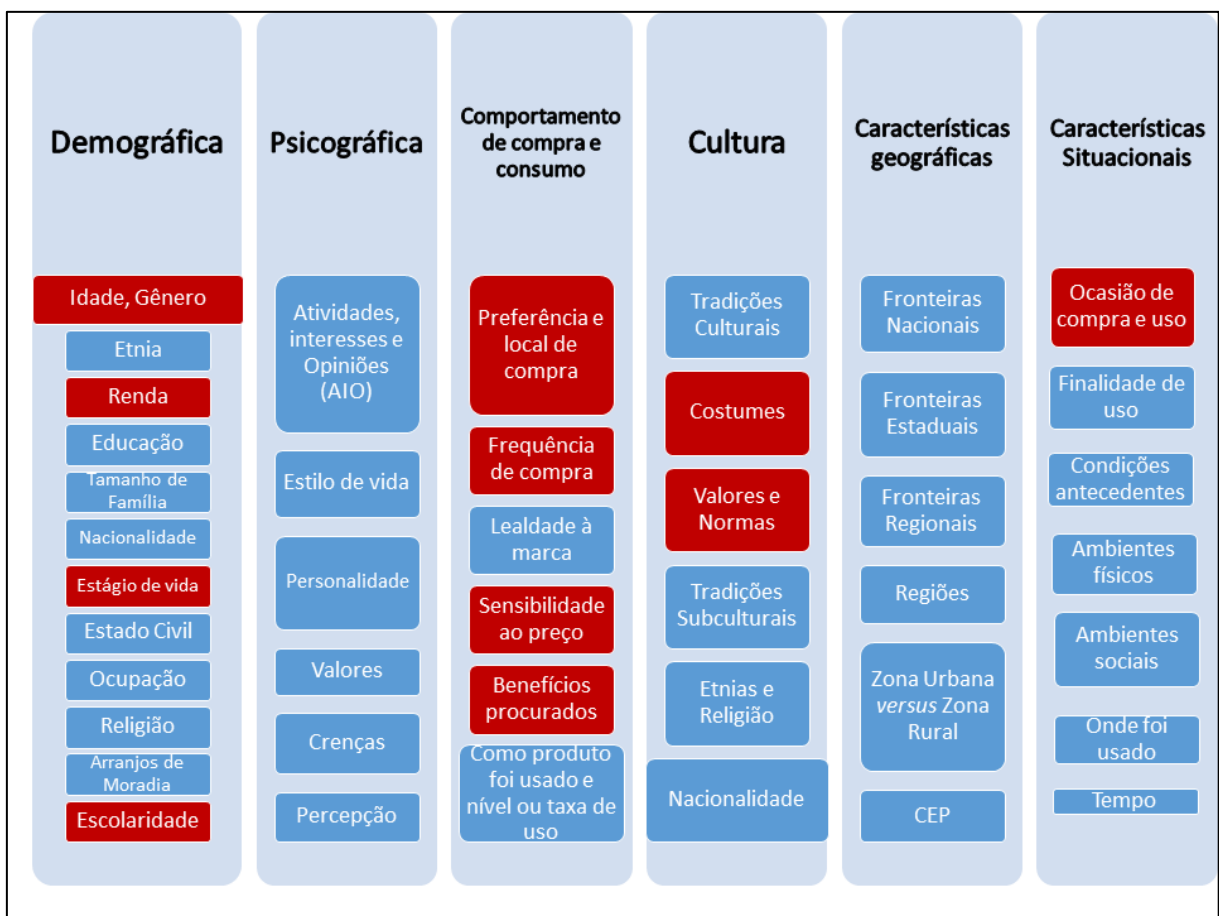 Demográfica
Idade, Gênero
Etnia
Renda
Educação
Tamanho de
Família
Nacionalidade
Estágio de vida
Estado Civil
Ocupação
Religião
Arranjos de
Moradia
Escolaridade
Psicográfica
Atividades,
interesses e
Opiniões
(AIO)
Estilo de vida
Personalidade
Valores
Crenças
Percepção
Comportamento
de compra e
consumo
Preferência e
local de
compra
Frequência
de compra
Lealdade à
marca
Sensibilidade
ao preço
Benefícios
procurados
Como produto
foi usado e
nível ou taxa de
uso
Cultura
Tradições
Culturais
Costumes
Valores e
Normas
Tradições
Subculturais
Etnias e
Religião
Nacionalidade
Característícas
geográficas
Fronteiras
Nacionais
Fronteiras
Estaduais
Fronteiras
Regionais
Regiões
Zona Urbana
versus Zona
Rural
CEP
Característícas
Situacionais
Ocasião de
compra e uso
Finalidade de
uso
Condições
antecedentes
Ambientes
físicos
Ambientes
sociais
Onde foi
usado
Tempo